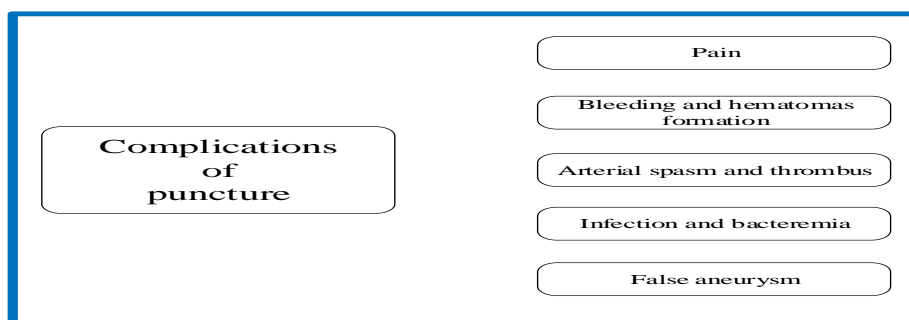 Complications
of
puncture
Pain
Bleeding and hematomas
formation
Arterial spasm and thrombus
Infection and bacteremia
False aneurysm